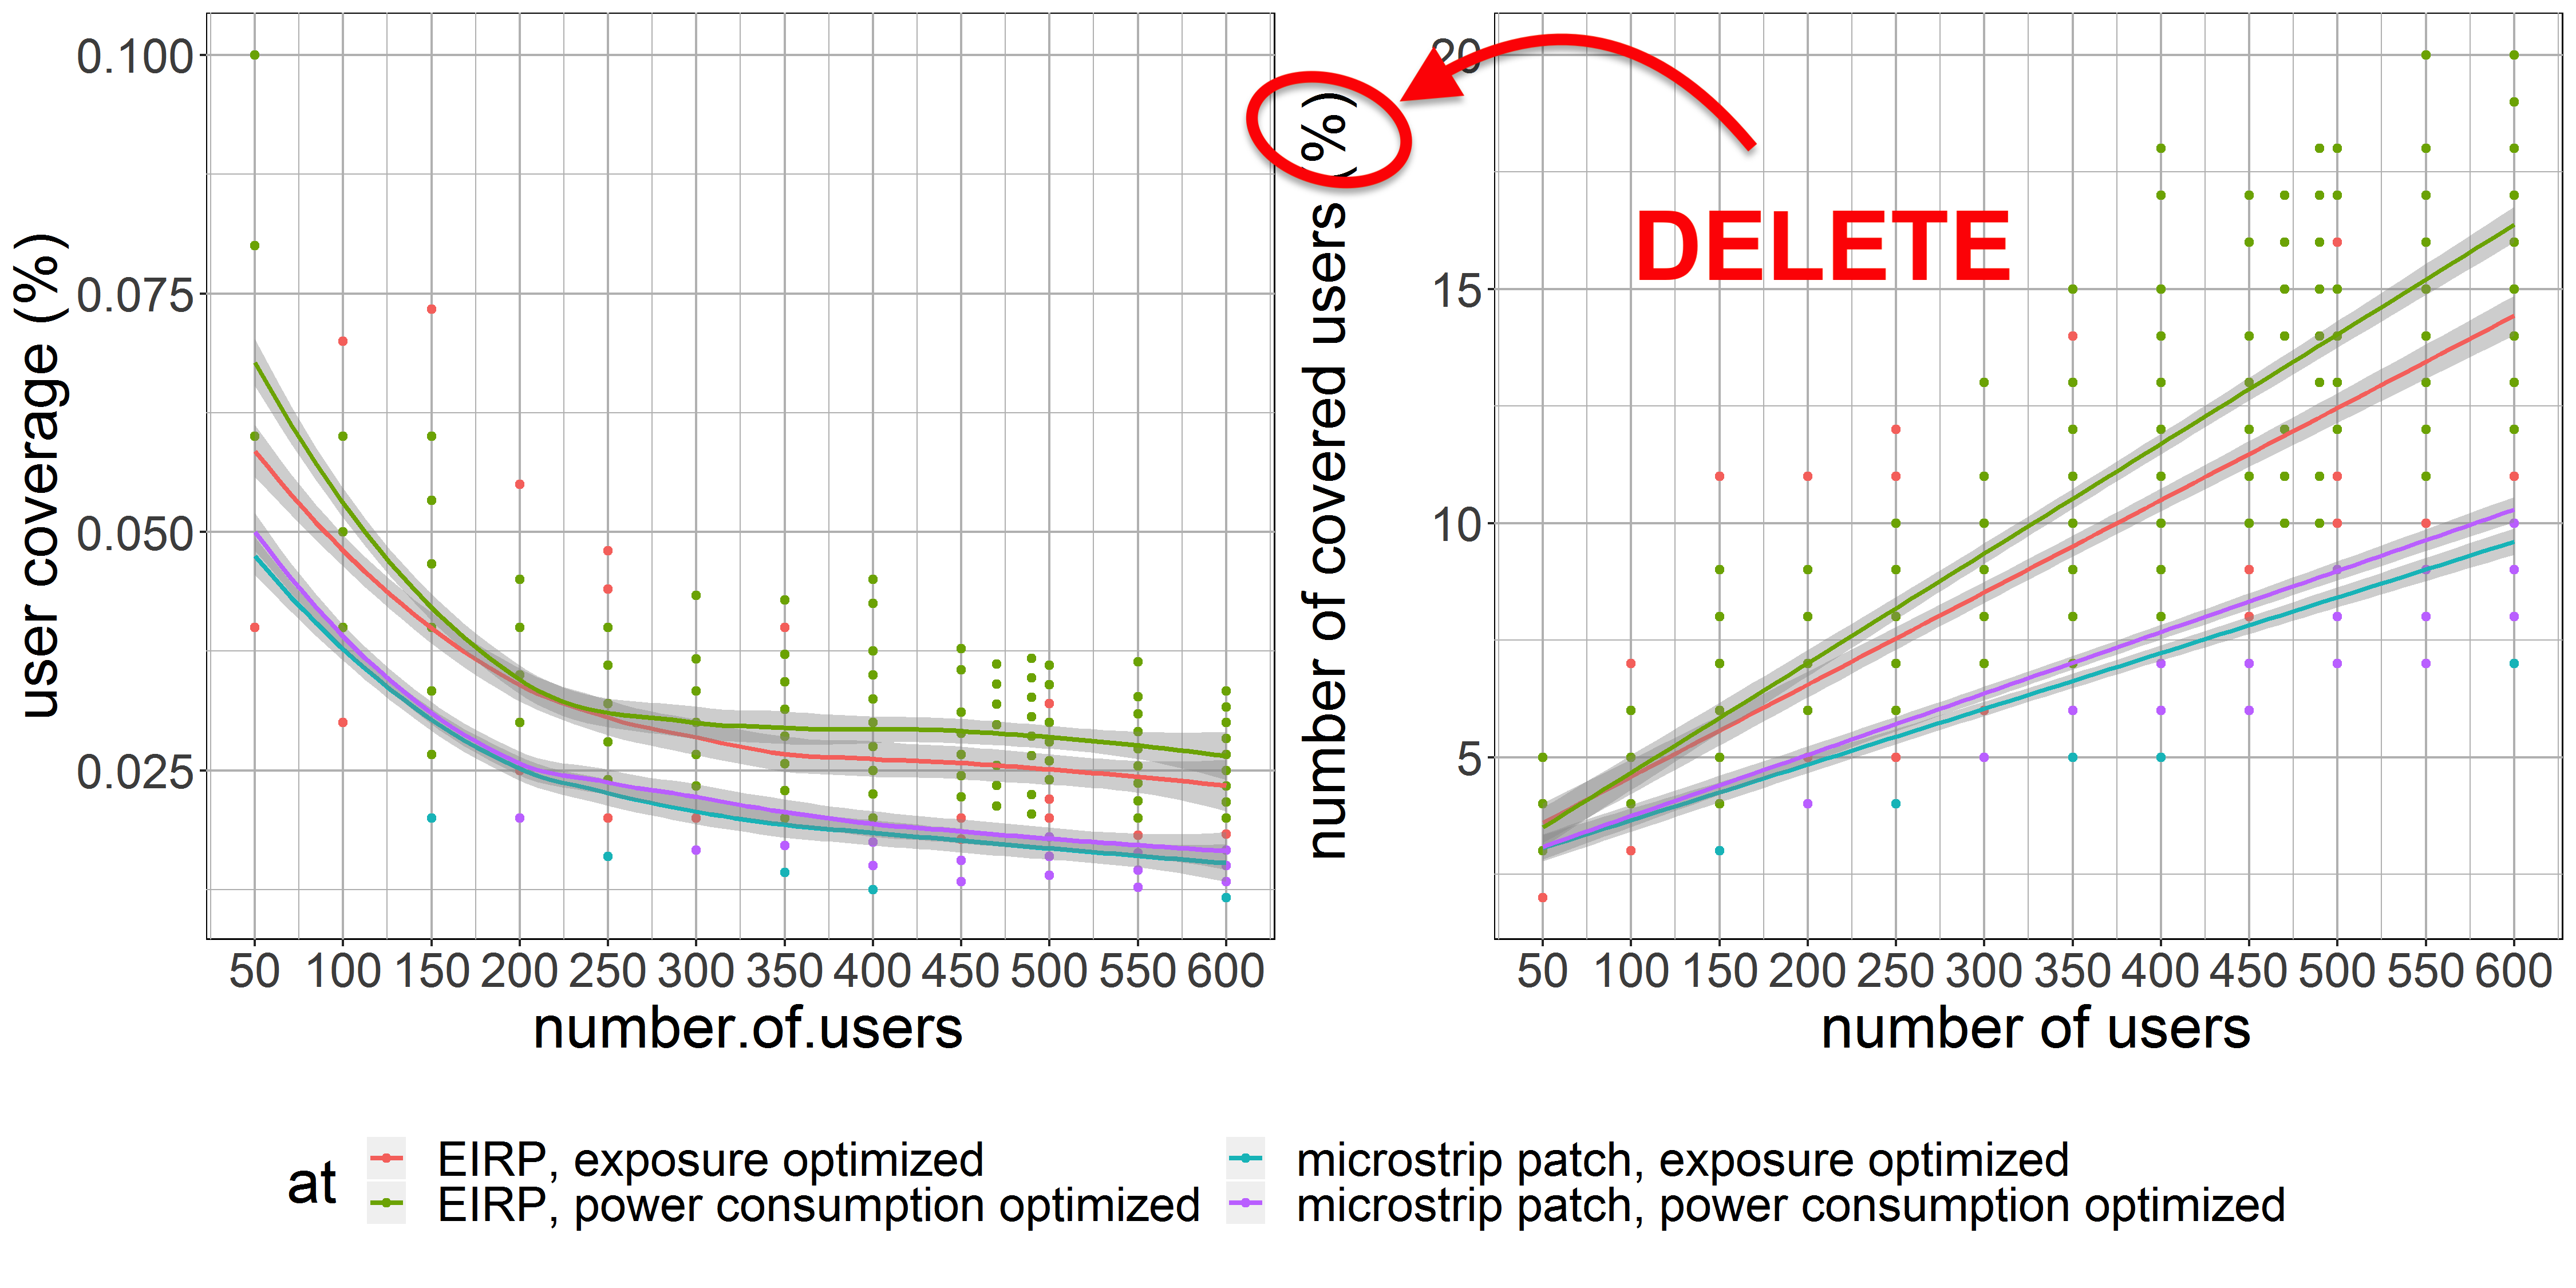 0.100
0.075
0.050
0.025
user coverage (%)
50 100 150 200 250 300 350 400 450 500 550 600
number.of.users
number of covered users (%)
20
15
10
5
DELETE
50 100 150 200 250 300 350 400 450 500 550 600
number of users
at
EIRP, exposure optimized
EIRP, power consumption optimized
microstrip patch, exposure optimized
microstrip patch, power consumption optimized